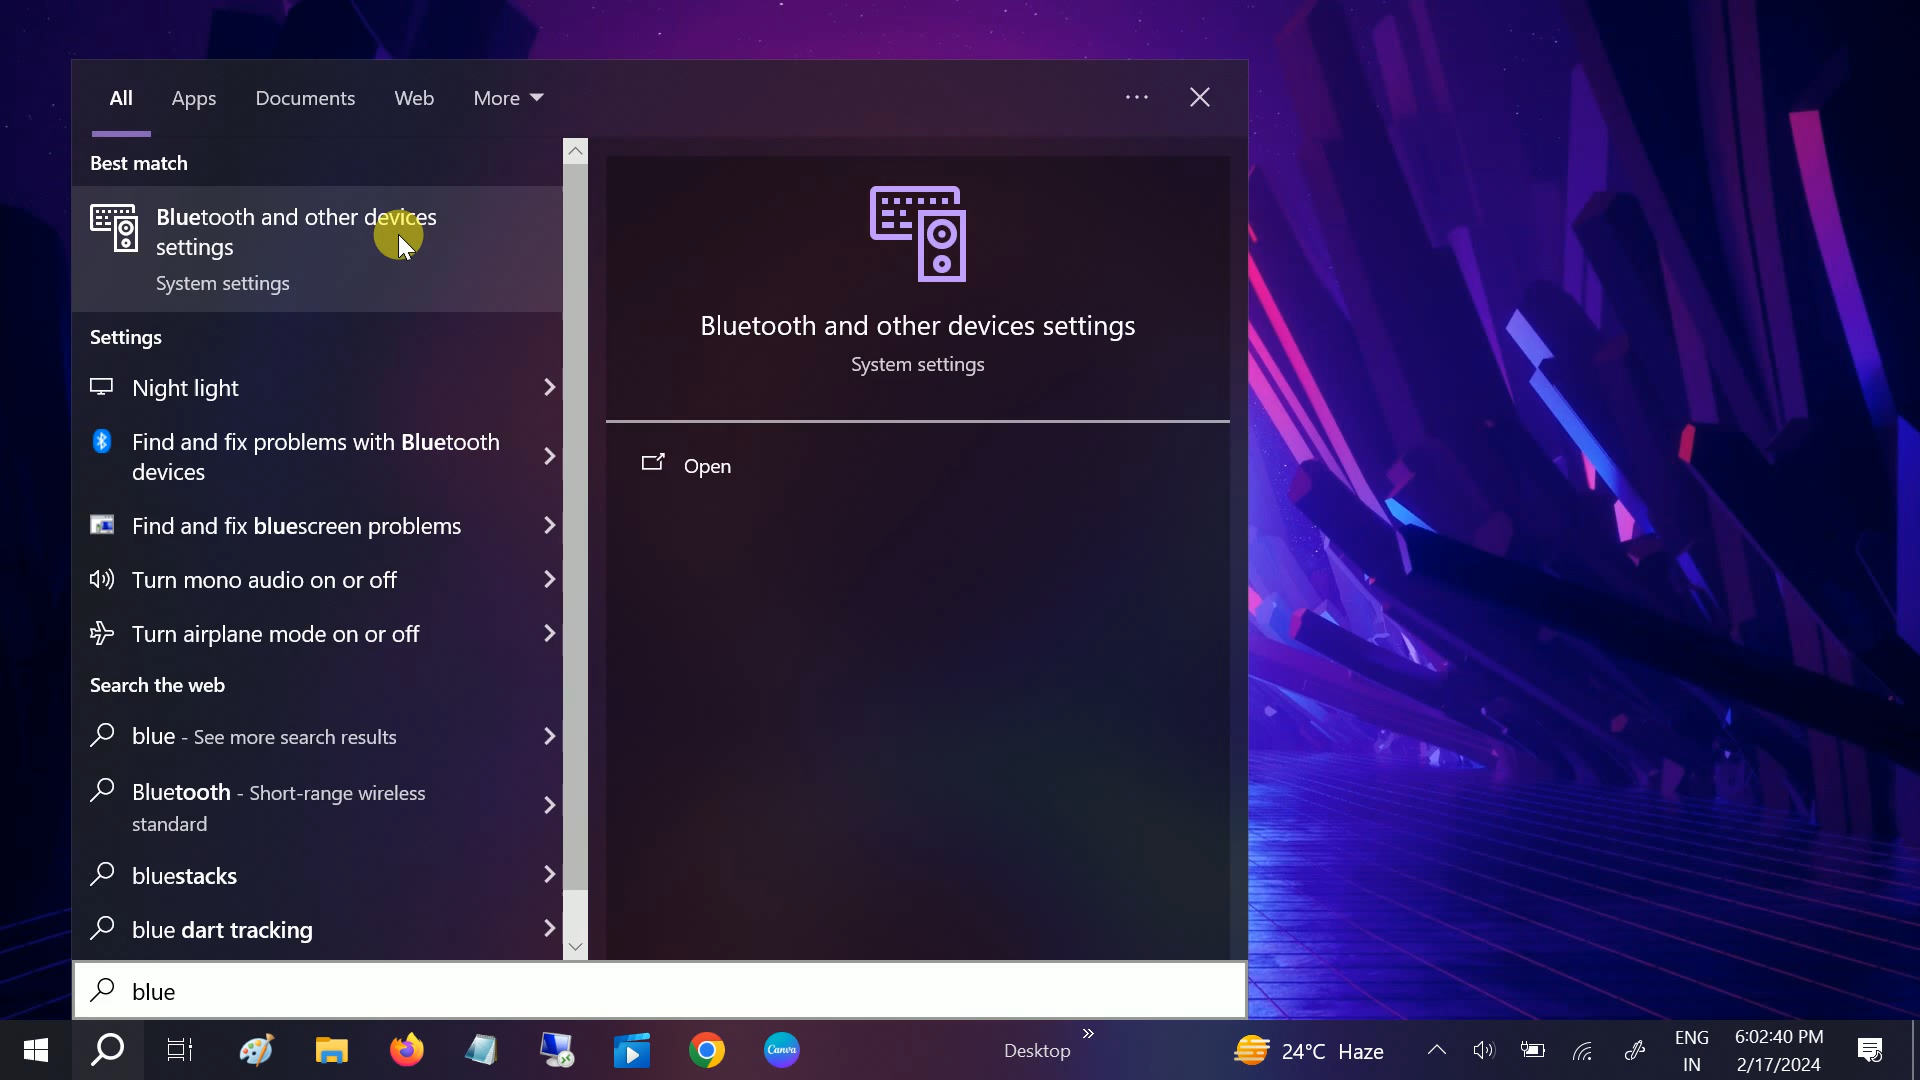 All Apps Documents Web More
Best match
Bluetooth and other devices
settings
System settings
Settings
Night light
Find and fix problems with Bluetooth
devices
Find and fix bluescreen problems
Turn mono audio on or off
Turn airplane mode on or off
Search the web
blue - See more search results
Bluetooth - Short-range wireless
standard
bluestacks
blue dart tracking
Bluetooth and other devices settings
System settings
Open
blue
Canva
Desktop
24°C Haze
ENG
IN
6:02:40 PM
2/17/2024